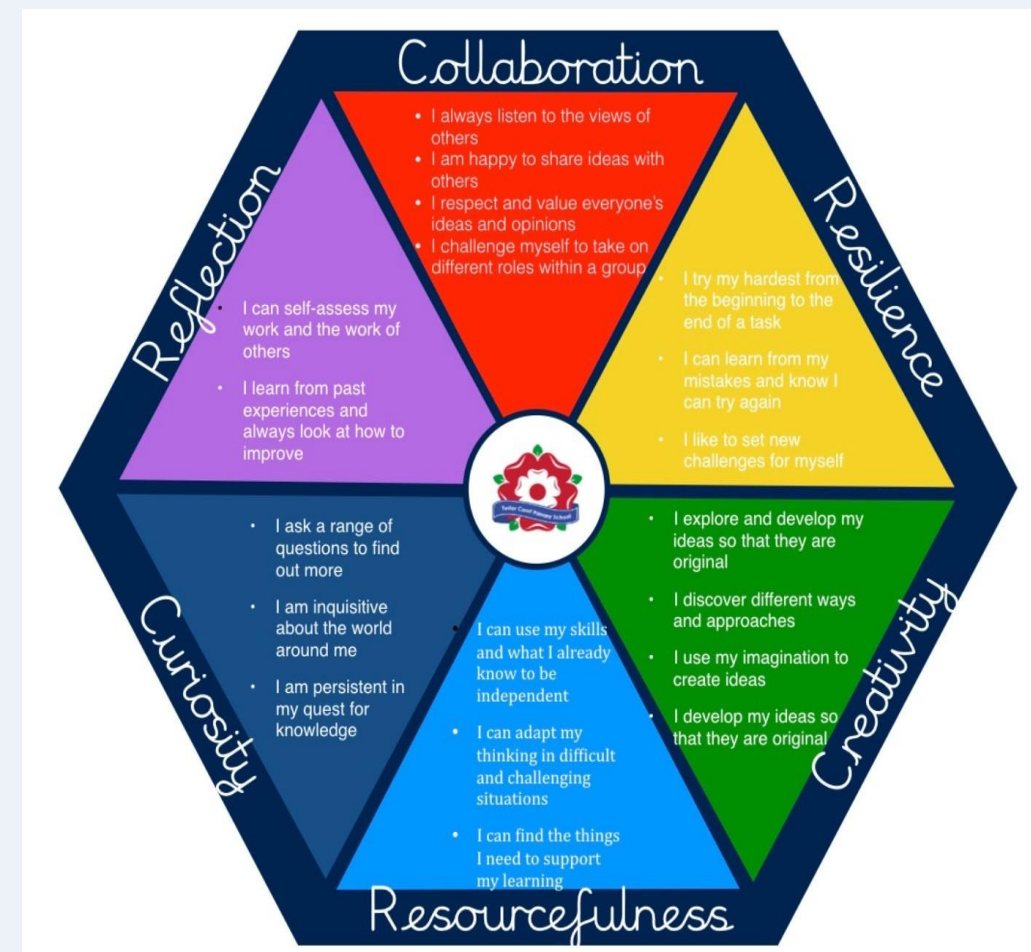 Collaboration
• I always listen to the views of
others
• I am happy to share ideas with
others
• I respect and value everyone's
ideas and opinions
• I challenge myself to take on
different roles within a group
Resilience
• I try my hardest from
the beginning to the
end of a task
• I can learn from my
mistakes and know I
can try again
• I like to set new
challenges for myself
Creativity
• I explore and develop my
ideas so that they are
original
• I discover different ways
and approaches
• I use my imagination to
create ideas
• I develop my ideas so
that they are original
Resourcefulness
• I can use my skills
and what I already
know to be
independent
• I can adapt my
thinking in difficult
and challenging
situations
• I can find the things
I need to support
my learning
Curiosity
• I ask a range of
questions to find
out more
• I am inquisitive
about the world
around me
• I am persistent in
my quest for
knowledge
Reflection
• I can self-assess my
work and the work of
others
• I learn from past
experiences and
always look at how to
improve
Tudor Court Primary School